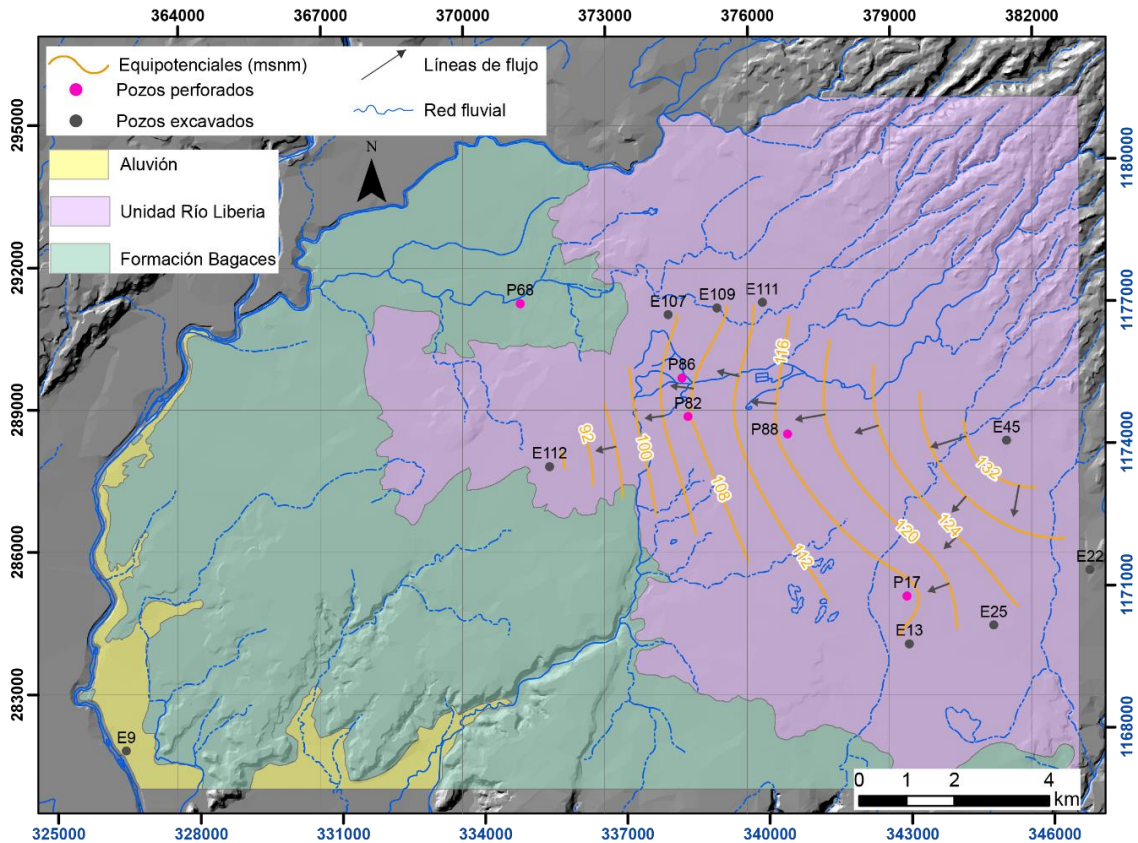 364000 367000 370000 373000 376000 379000 382000
Equipotenciales (msnm)
Líneas de flujo
Pozos perforados
Red fluvial
Pozos excavados
Aluvión
Unidad Río Liberia
Formación Bagaces
N
295000
292000
289000
286000
283000
1180000
1177000
1174000
1171000
1168000
P68
E107
E109
E111
116
P86
P82
P88
E45
92
E112
100
132
108
120
124
112
E22
P17
E25
E13
E9
0 1 2 4
km
325000 328000 331000 334000 337000 340000 343000 346000